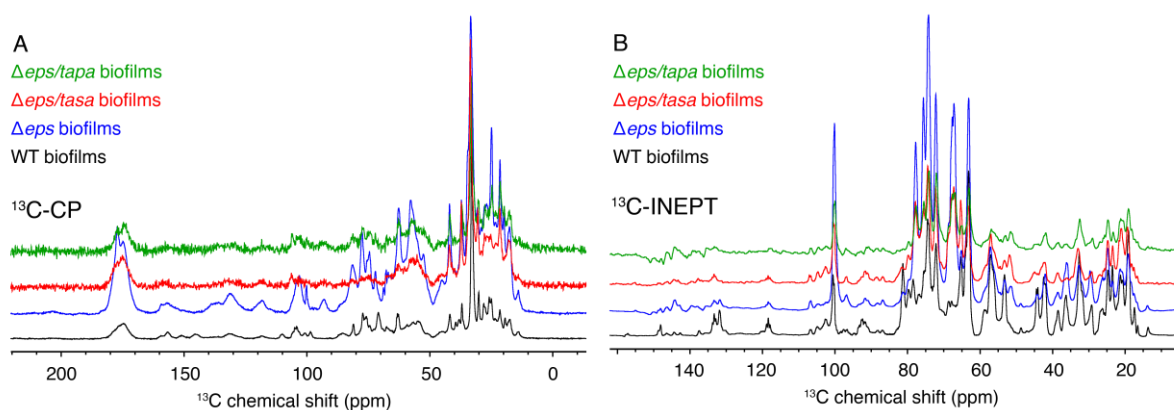 A
Δeps/tapa biofilms
Δeps/tasa biofilms
Δeps biofilms
WT biofilms
¹³C-CP
200 150 100 50 0
¹³C chemical shift (ppm)
B
Δeps/tapa biofilms
Δeps/tasa biofilms
Δeps biofilms
WT biofilms
¹³C-INEPT
140 120 100 80 60 40 20
¹³C chemical shift (ppm)